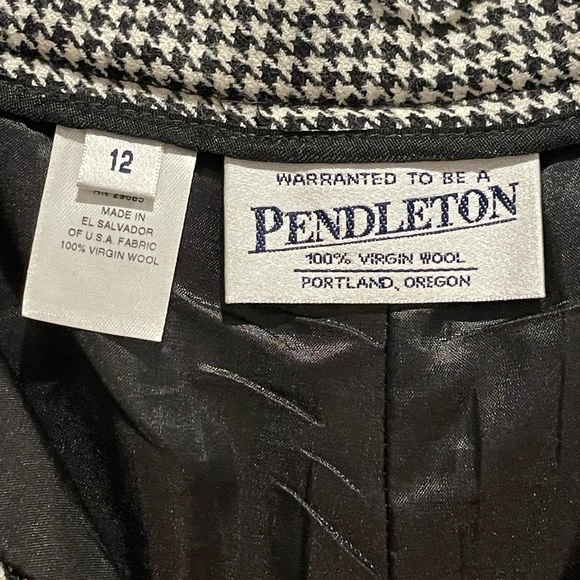 12
MADE IN
EL SALVADOR
OF U.S.A. FABRIC
100% VIRGIN WOOL
WARRANTED TO BE A
PENDLETON
100% VIRGIN WOOL
PORTLAND, OREGON